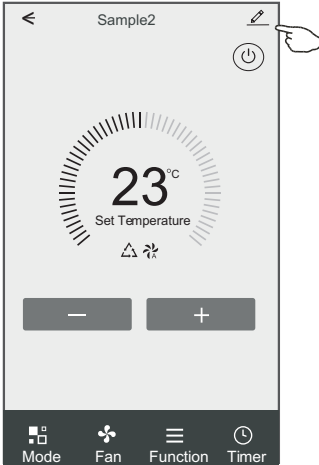 Sample2
23°C
Set Temperature
A
− +
Mode Fan Function Timer